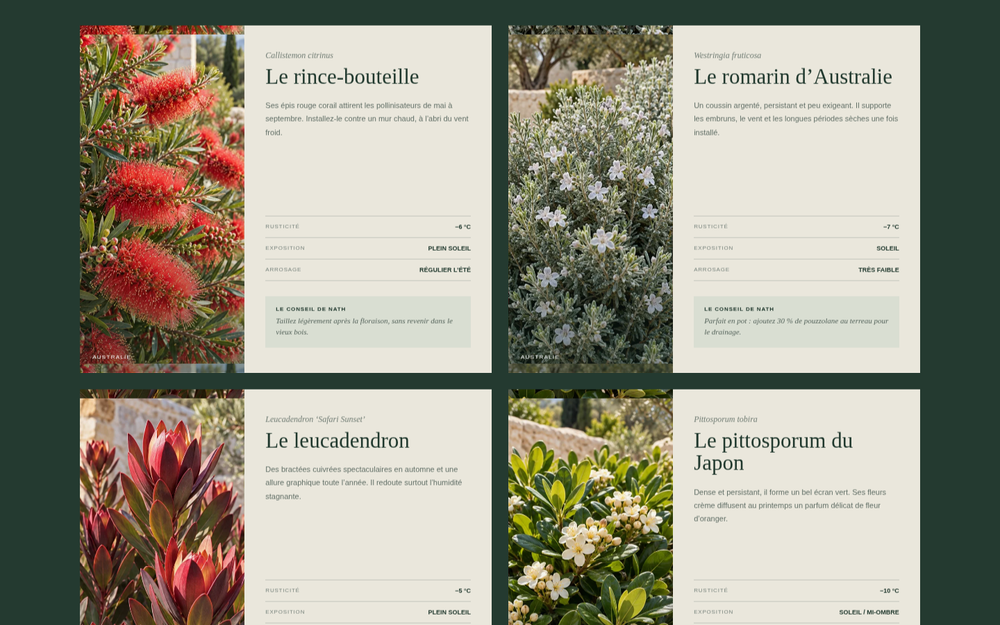 Callistemon citrinus
Le rince-bouteille
Ses épis rouge corail attirent les pollinisateurs de mai à
septembre. Installez-le contre un mur chaud, à l’abri du vent
froid.
RUSTICITÉ −6 °C
EXPOSITION PLEIN SOLEIL
ARROSAGE RÉGULIER L’ÉTÉ
LE CONSEIL DE NATH
Taillez légèrement après la floraison, sans revenir dans le
vieux bois.
AUSTRALIE
Westringia fruticosa
Le romarin d’Australie
Un coussin argenté, persistant et peu exigeant. Il supporte
les embruns, le vent et les longues périodes sèches une fois
installé.
RUSTICITÉ −7 °C
EXPOSITION SOLEIL
ARROSAGE TRÈS FAIBLE
LE CONSEIL DE NATH
Parfait en pot : ajoutez 30 % de pouzzolane au terreau pour
le drainage.
AUSTRALIE
Leucadendron ‘Safari Sunset’
Le leucadendron
Des bractées cuivrées spectaculaires en automne et une
allure graphique toute l’année. Il redoute surtout l’humidité
stagnante.
RUSTICITÉ −5 °C
EXPOSITION PLEIN SOLEIL
Pittosporum tobira
Le pittosporum du
Japon
Dense et persistant, il forme un bel écran vert. Ses fleurs
crème diffusent au printemps un parfum délicat de fleur
d’oranger.
RUSTICITÉ −10 °C
EXPOSITION SOLEIL / MI-OMBRE